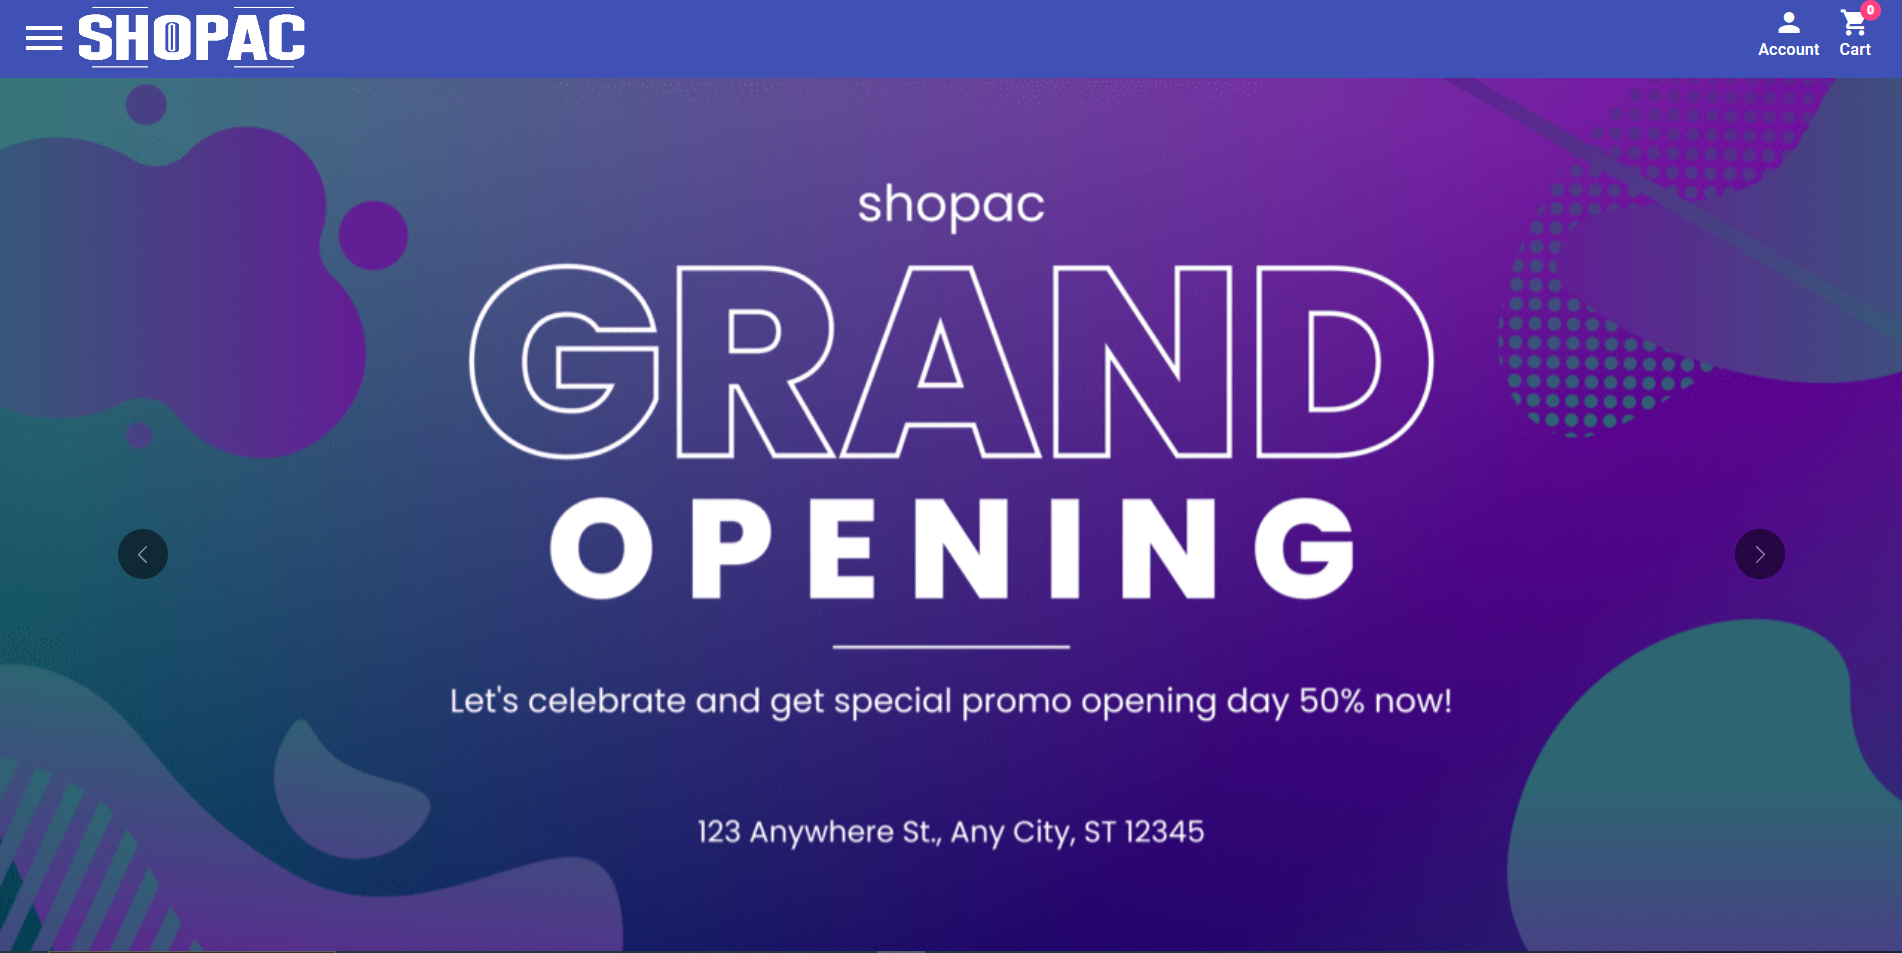 SHOPAC
0
Account
Cart
shopac
GRAND
OPENING
Let's celebrate and get special promo opening day 50% now!
123 Anywhere St., Any City, ST 12345